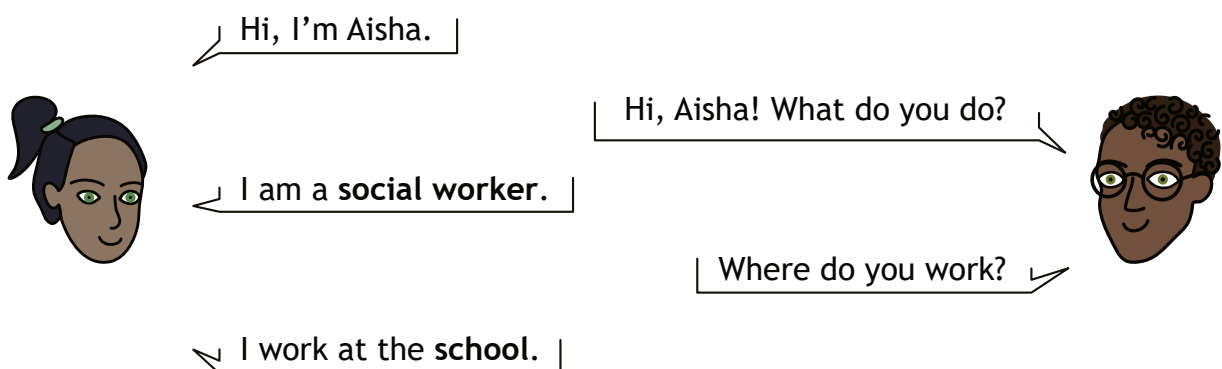 Hi, I’m Aisha.
Hi, Aisha! What do you do?
I am a social worker.
Where do you work?
I work at the school.